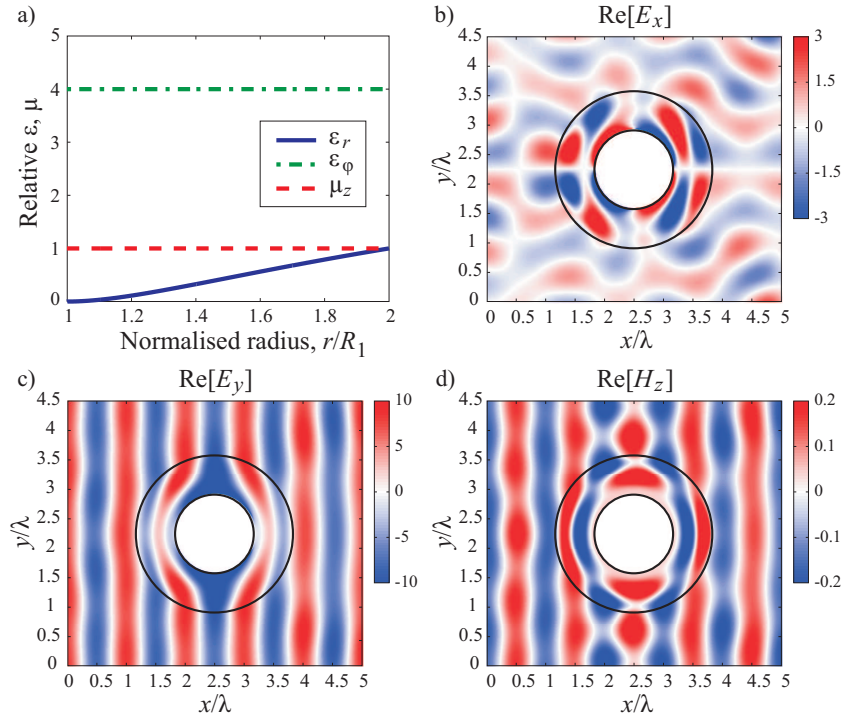 a)
5
4
3
2
1
0
Relative ε, μ
ε_r
ε_φ
μ_z
1 1.2 1.4 1.6 1.8 2
Normalised radius, r/R_1
b) Re[E_x]
4.5
4
3.5
3
2.5
2
1.5
1
0.5
0
y/λ
0 0.5 1 1.5 2 2.5 3 3.5 4 4.5 5
x/λ
3
1.5
0
-1.5
-3
c) Re[E_y]
4.5
4
3.5
3
2.5
2
1.5
1
0.5
0
y/λ
0 0.5 1 1.5 2 2.5 3 3.5 4 4.5 5
x/λ
10
5
0
-5
-10
d) Re[H_z]
4.5
4
3.5
3
2.5
2
1.5
1
0.5
0
y/λ
0 0.5 1 1.5 2 2.5 3 3.5 4 4.5 5
x/λ
0.2
0.1
0
-0.1
-0.2